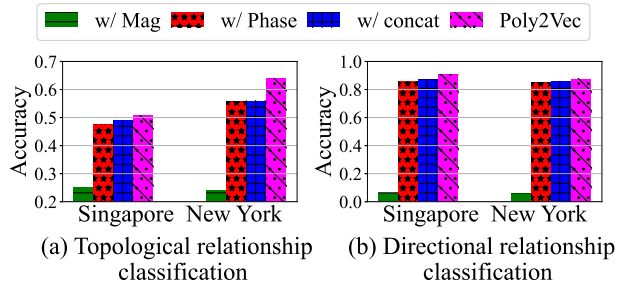 w/ Mag w/ Phase w/ concat Poly2Vec
0.7
0.6
0.5
0.4
0.3
0.2
Accuracy
Singapore New York
(a) Topological relationship
classification
1.0
0.8
0.6
0.4
0.2
0.0
Accuracy
Singapore New York
(b) Directional relationship
classification